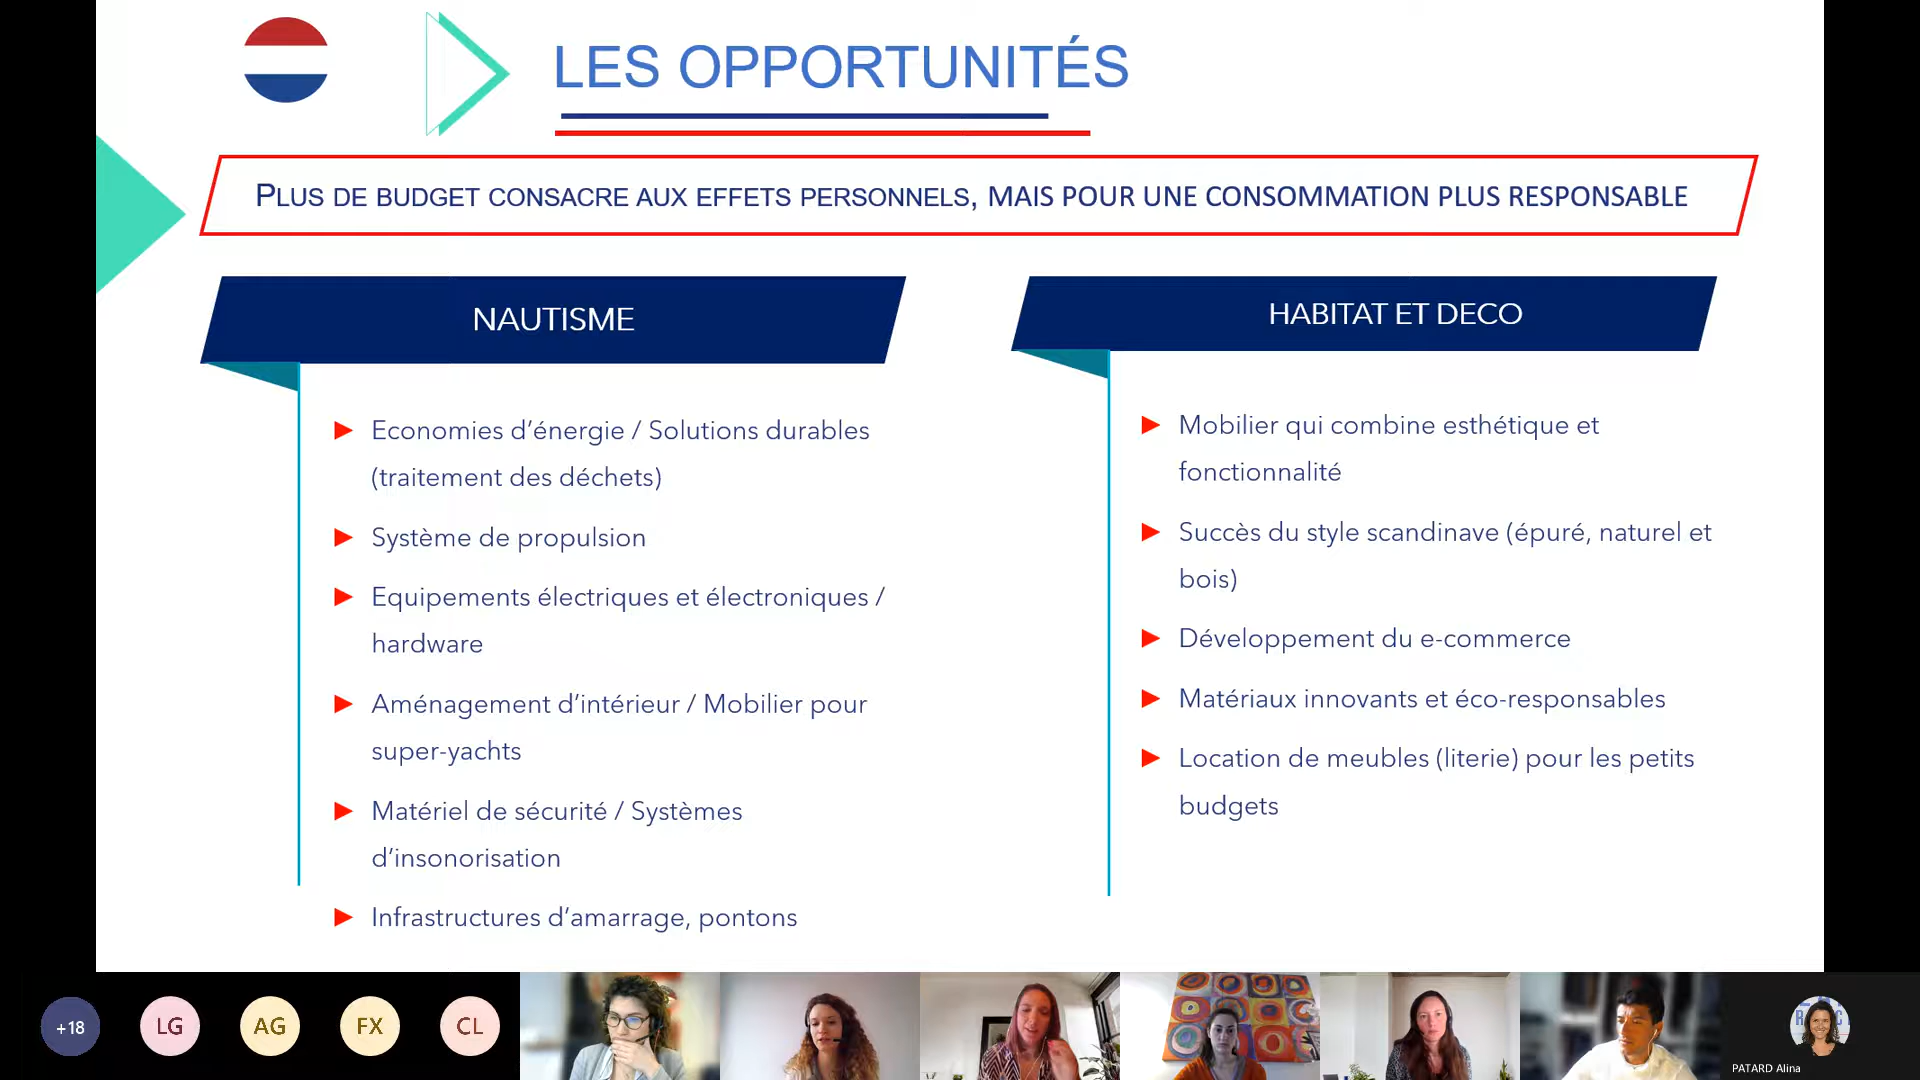 LES OPPORTUNITÉS
PLUS DE BUDGET CONSACRE AUX EFFETS PERSONNELS, MAIS POUR UNE CONSOMMATION PLUS RESPONSABLE
NAUTISME
Economies d’énergie / Solutions durables
(traitement des déchets)
Système de propulsion
Equipements électriques et électroniques /
hardware
Aménagement d’intérieur / Mobilier pour
super-yachts
Matériel de sécurité / Systèmes
d’insonorisation
Infrastructures d’amarrage, pontons
HABITAT ET DECO
Mobilier qui combine esthétique et
fonctionnalité
Succès du style scandinave (épuré, naturel et
bois)
Développement du e-commerce
Matériaux innovants et éco-responsables
Location de meubles (literie) pour les petits
budgets
+18
LG
AG
FX
CL
PATARD Alina